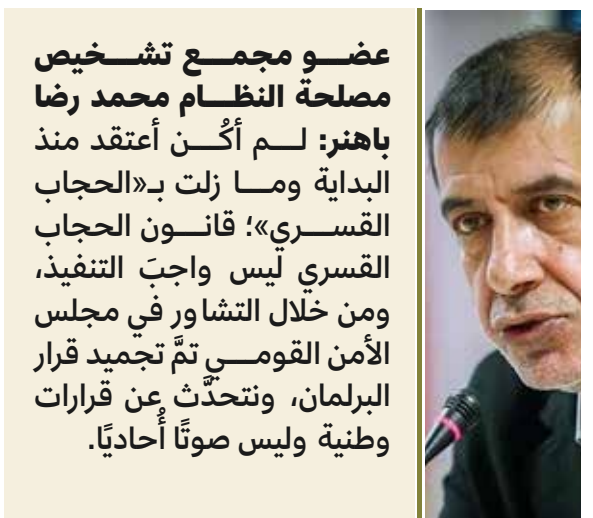 عضو مجمع تشخيص
مصلحة النظام محمد رضا
باهنر: لم أكُن أعتقد منذ
البداية وما زلت بـ«الحجاب
القسري»؛ قانون الحجاب
القسري ليس واجبَ التنفيذ،
ومن خلال التشاور في مجلس
الأمن القومي تمَّ تجميد قرار
البرلمان، ونتحدَّث عن قرارات
وطنية وليس صوتًا أُحاديًا.